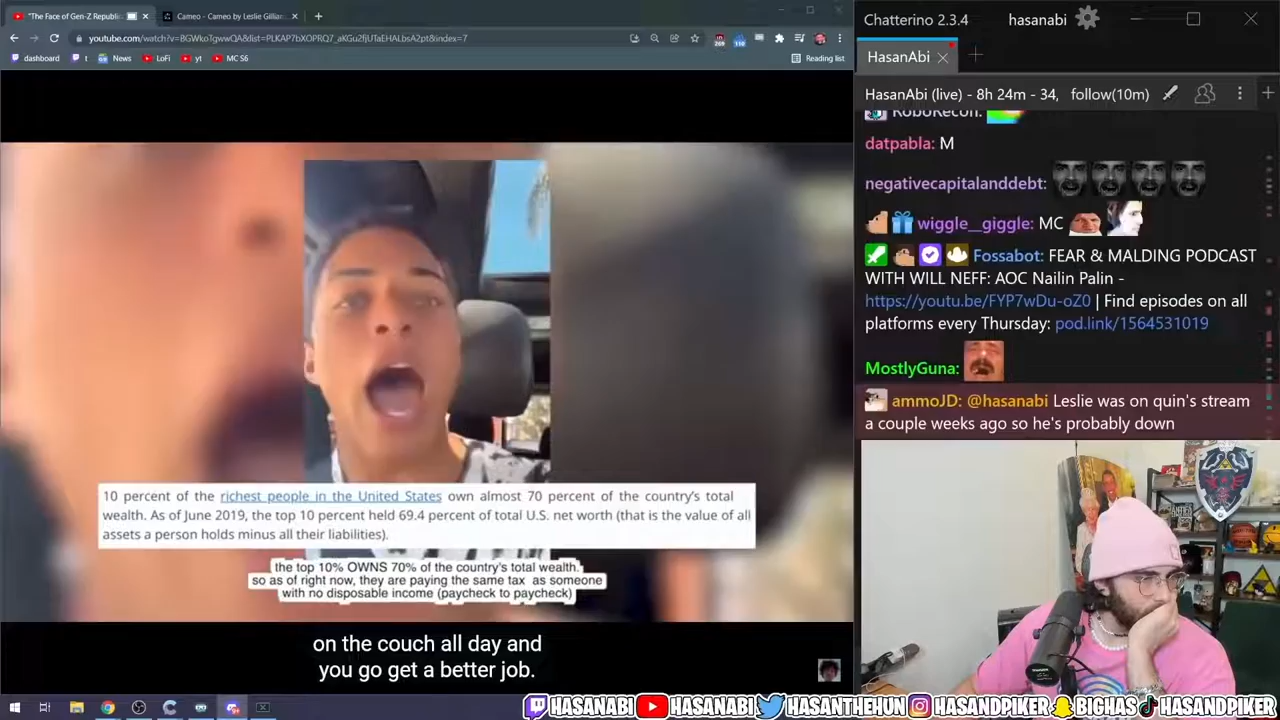 "The Face of Gen-Z Republic
Cameo - Cameo by Leslie Gillian
youtube.com/watch?v=BGWkoTgwwQA&list=PLKAP7bXOPRQ7_aKGu2fjUTaEHALbsA2pt&index=7
dashboard
t
News
LoFi
yt
MC S6
Reading list
10 percent of the richest people in the United States own almost 70 percent of the country's total
wealth. As of June 2019, the top 10 percent held 69.4 percent of total U.S. net worth (that is the value of all
assets a person holds minus all their liabilities).
the top 10% OWNS 70% of the country's total wealth.
so as of right now, they are paying the same tax as someone
with no disposable income (paycheck to paycheck)
on the couch all day and
you go get a better job.
Chatterino 2.3.4
hasanabi
HasanAbi
HasanAbi (live) - 8h 24m - 34, follow(10m)
RoboRecon:
datpabla: M
negativecapitalanddebt:
wiggle__giggle: MC
Fossabot: FEAR & MALDING PODCAST
WITH WILL NEFF: AOC Nailin Palin -
https://youtu.be/FYP7wDu-oZ0 | Find episodes on all
platforms every Thursday: pod.link/1564531019
MostlyGuna:
ammoJD: @hasanabi Leslie was on quin's stream
a couple weeks ago so he's probably down
HASANABI HASANABI HASANTHEHUN HASANDPIKER BIGHAS HASANDPIKER